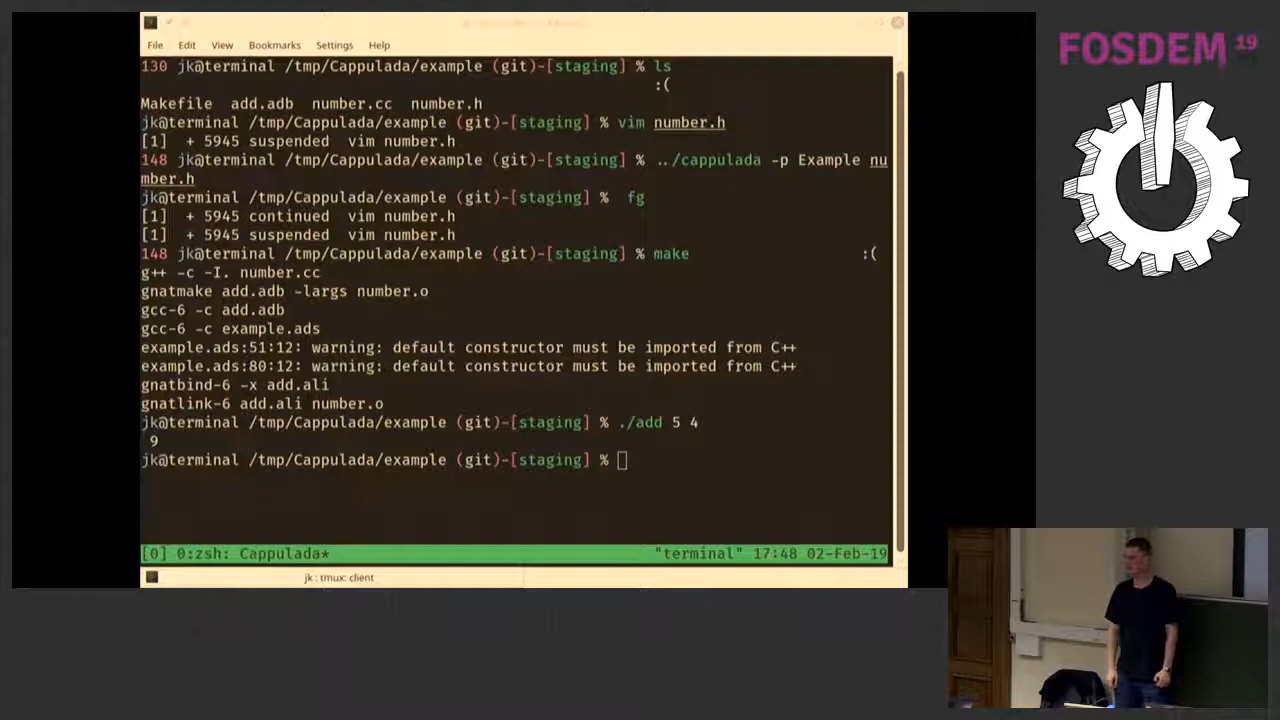 FOSDEM 19
File Edit View Bookmarks Settings Help
130 jk@terminal /tmp/Cappulada/example (git)-[staging] % ls
:(
Makefile add.adb number.cc number.h
jk@terminal /tmp/Cappulada/example (git)-[staging] % vim number.h
[1]  + 5945 suspended  vim number.h
148 jk@terminal /tmp/Cappulada/example (git)-[staging] % ../cappulada -p Example nu
mber.h
jk@terminal /tmp/Cappulada/example (git)-[staging] %  fg
[1]  + 5945 continued  vim number.h
[1]  + 5945 suspended  vim number.h
148 jk@terminal /tmp/Cappulada/example (git)-[staging] % make :(
g++ -c -I. number.cc
gnatmake add.adb -largs number.o
gcc-6 -c add.adb
gcc-6 -c example.ads
example.ads:51:12: warning: default constructor must be imported from C++
example.ads:80:12: warning: default constructor must be imported from C++
gnatbind-6 -x add.ali
gnatlink-6 add.ali number.o
jk@terminal /tmp/Cappulada/example (git)-[staging] % ./add 5 4
9
jk@terminal /tmp/Cappulada/example (git)-[staging] %
[0] 0:zsh: Cappulada* "terminal" 17:48 02-Feb-19
jk : tmux: client